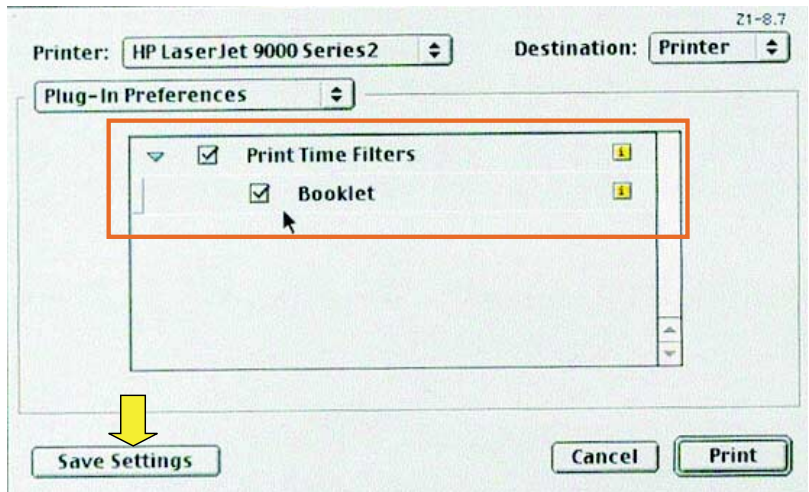 Z1-8.7
Printer: HP LaserJet 9000 Series2 Destination: Printer
Plug-In Preferences
Print Time Filters
Booklet
Save Settings Cancel Print